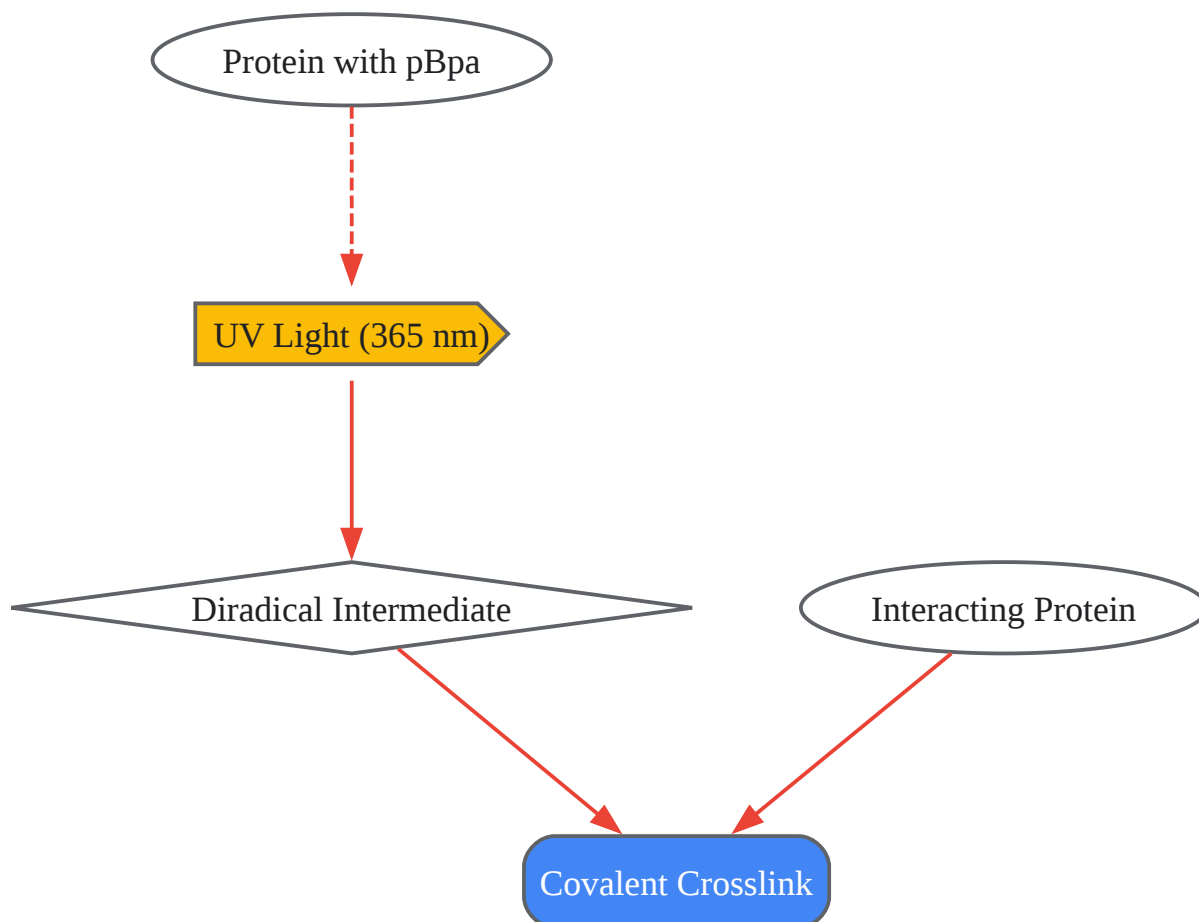 Protein with pBpa
UV Light (365 nm)
Diradical Intermediate
Interacting Protein
Covalent Crosslink